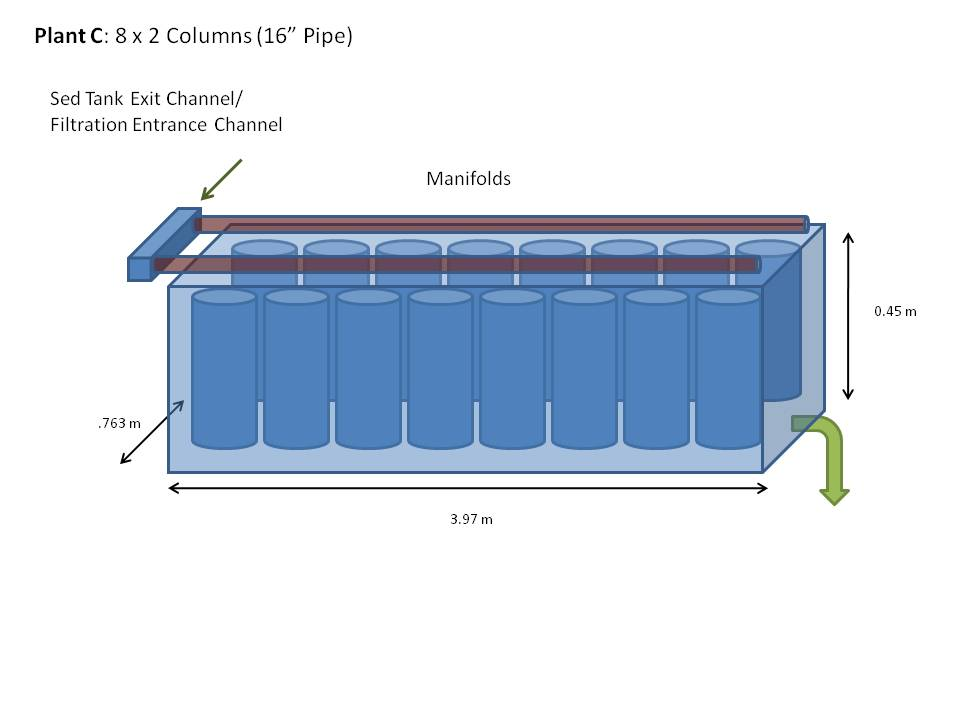 Plant C: 8 x 2 Columns (16” Pipe)
Sed Tank Exit Channel/
Filtration Entrance Channel
Manifolds
0.45 m
.763 m
3.97 m